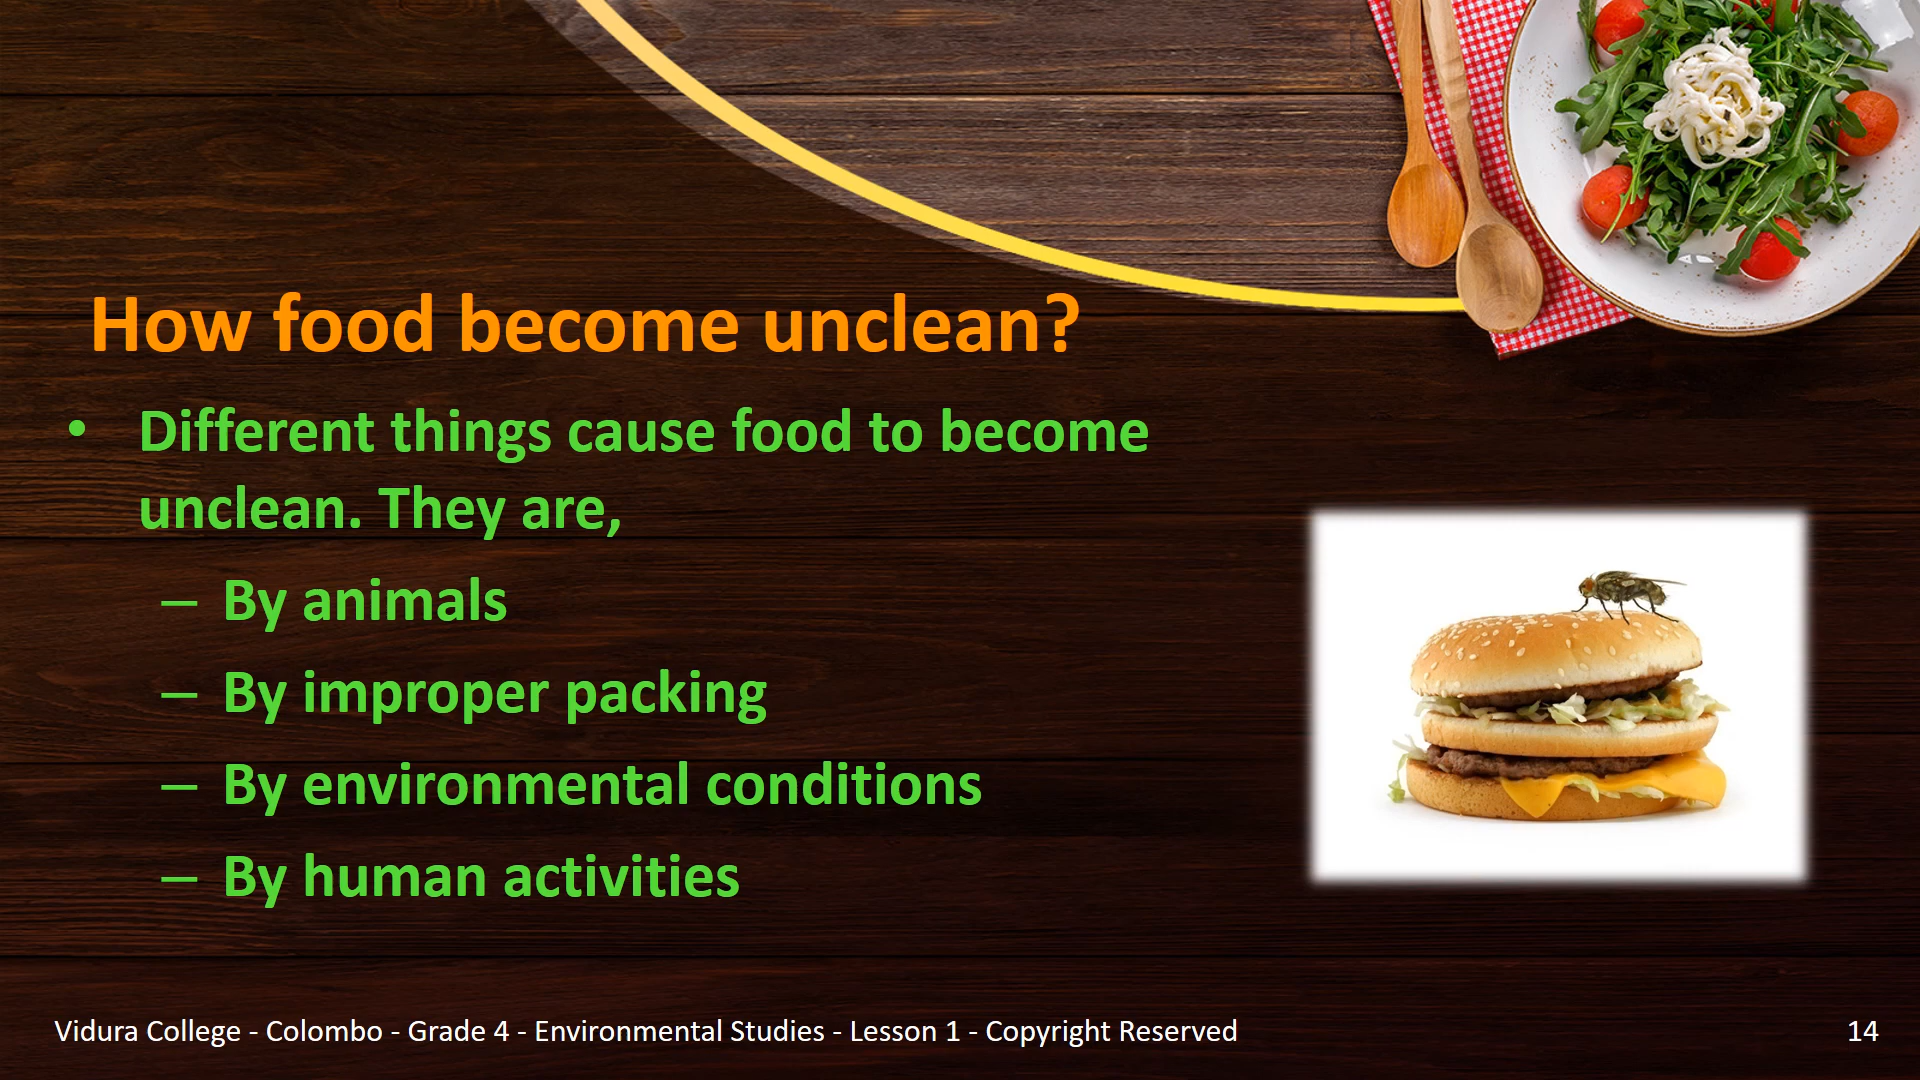 How food become unclean?
• Different things cause food to become
unclean. They are,
– By animals
– By improper packing
– By environmental conditions
– By human activities
Vidura College - Colombo - Grade 4 - Environmental Studies - Lesson 1 - Copyright Reserved
14